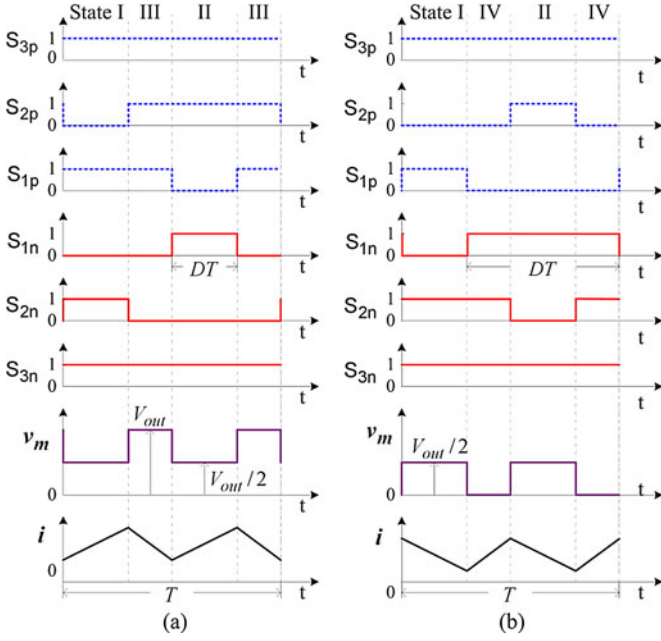 State I III II III
S3p 1 0 t
S2p 1 0 t
S1p 1 0 t
S1n 1 0 DT t
S2n 1 0 t
S3n 1 0 t
vm Vout Vout/2 0 t
i 0 T t
(a)
State I IV II IV
S3p 1 0 t
S2p 1 0 t
S1p 1 0 t
S1n 1 0 DT t
S2n 1 0 t
S3n 1 0 t
vm Vout/2 0 t
i 0 T t
(b)